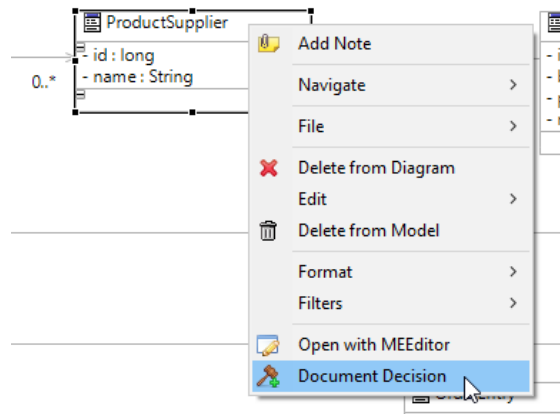 ProductSupplier
- id : long
- name : String
0..*
Add Note
Navigate
File
Delete from Diagram
Edit
Delete from Model
Format
Filters
Open with MEEditor
Document Decision